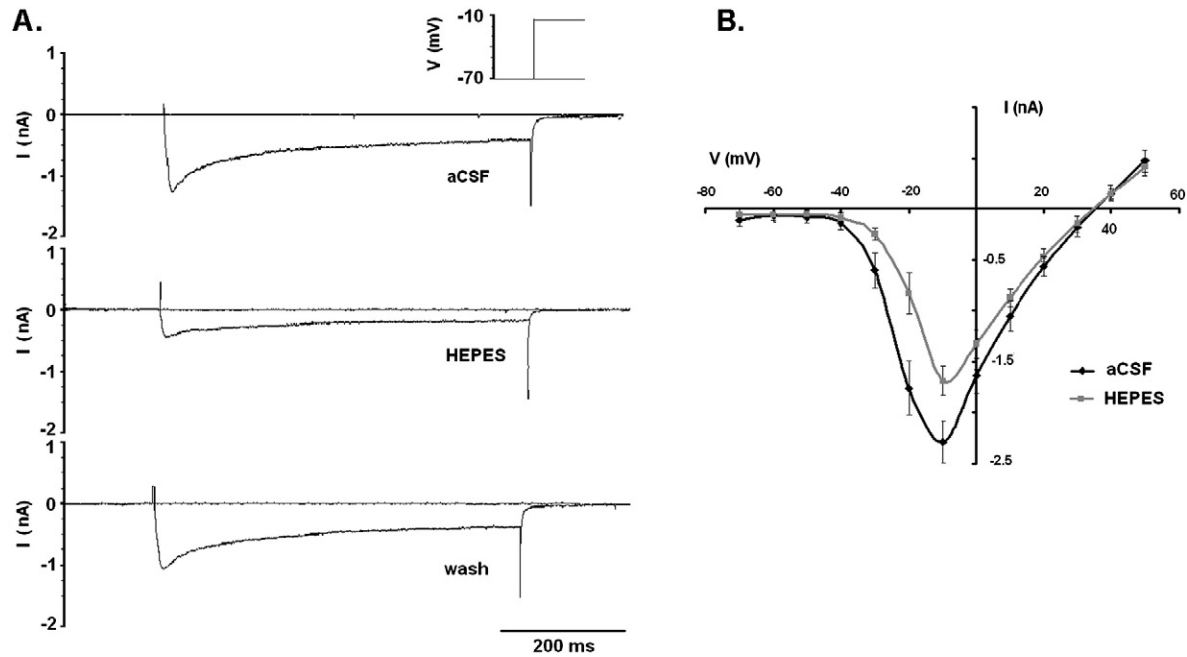 A.
1
0
-1
-2
I (nA)
aCSF
-10
-70
V (mV)
1
0
-1
-2
I (nA)
HEPES
1
0
-1
-2
I (nA)
wash
200 ms
B.
I (nA)
V (mV)
-80 -60 -40 -20 20 40 60
-0.5
-1.5
-2.5
aCSF
HEPES